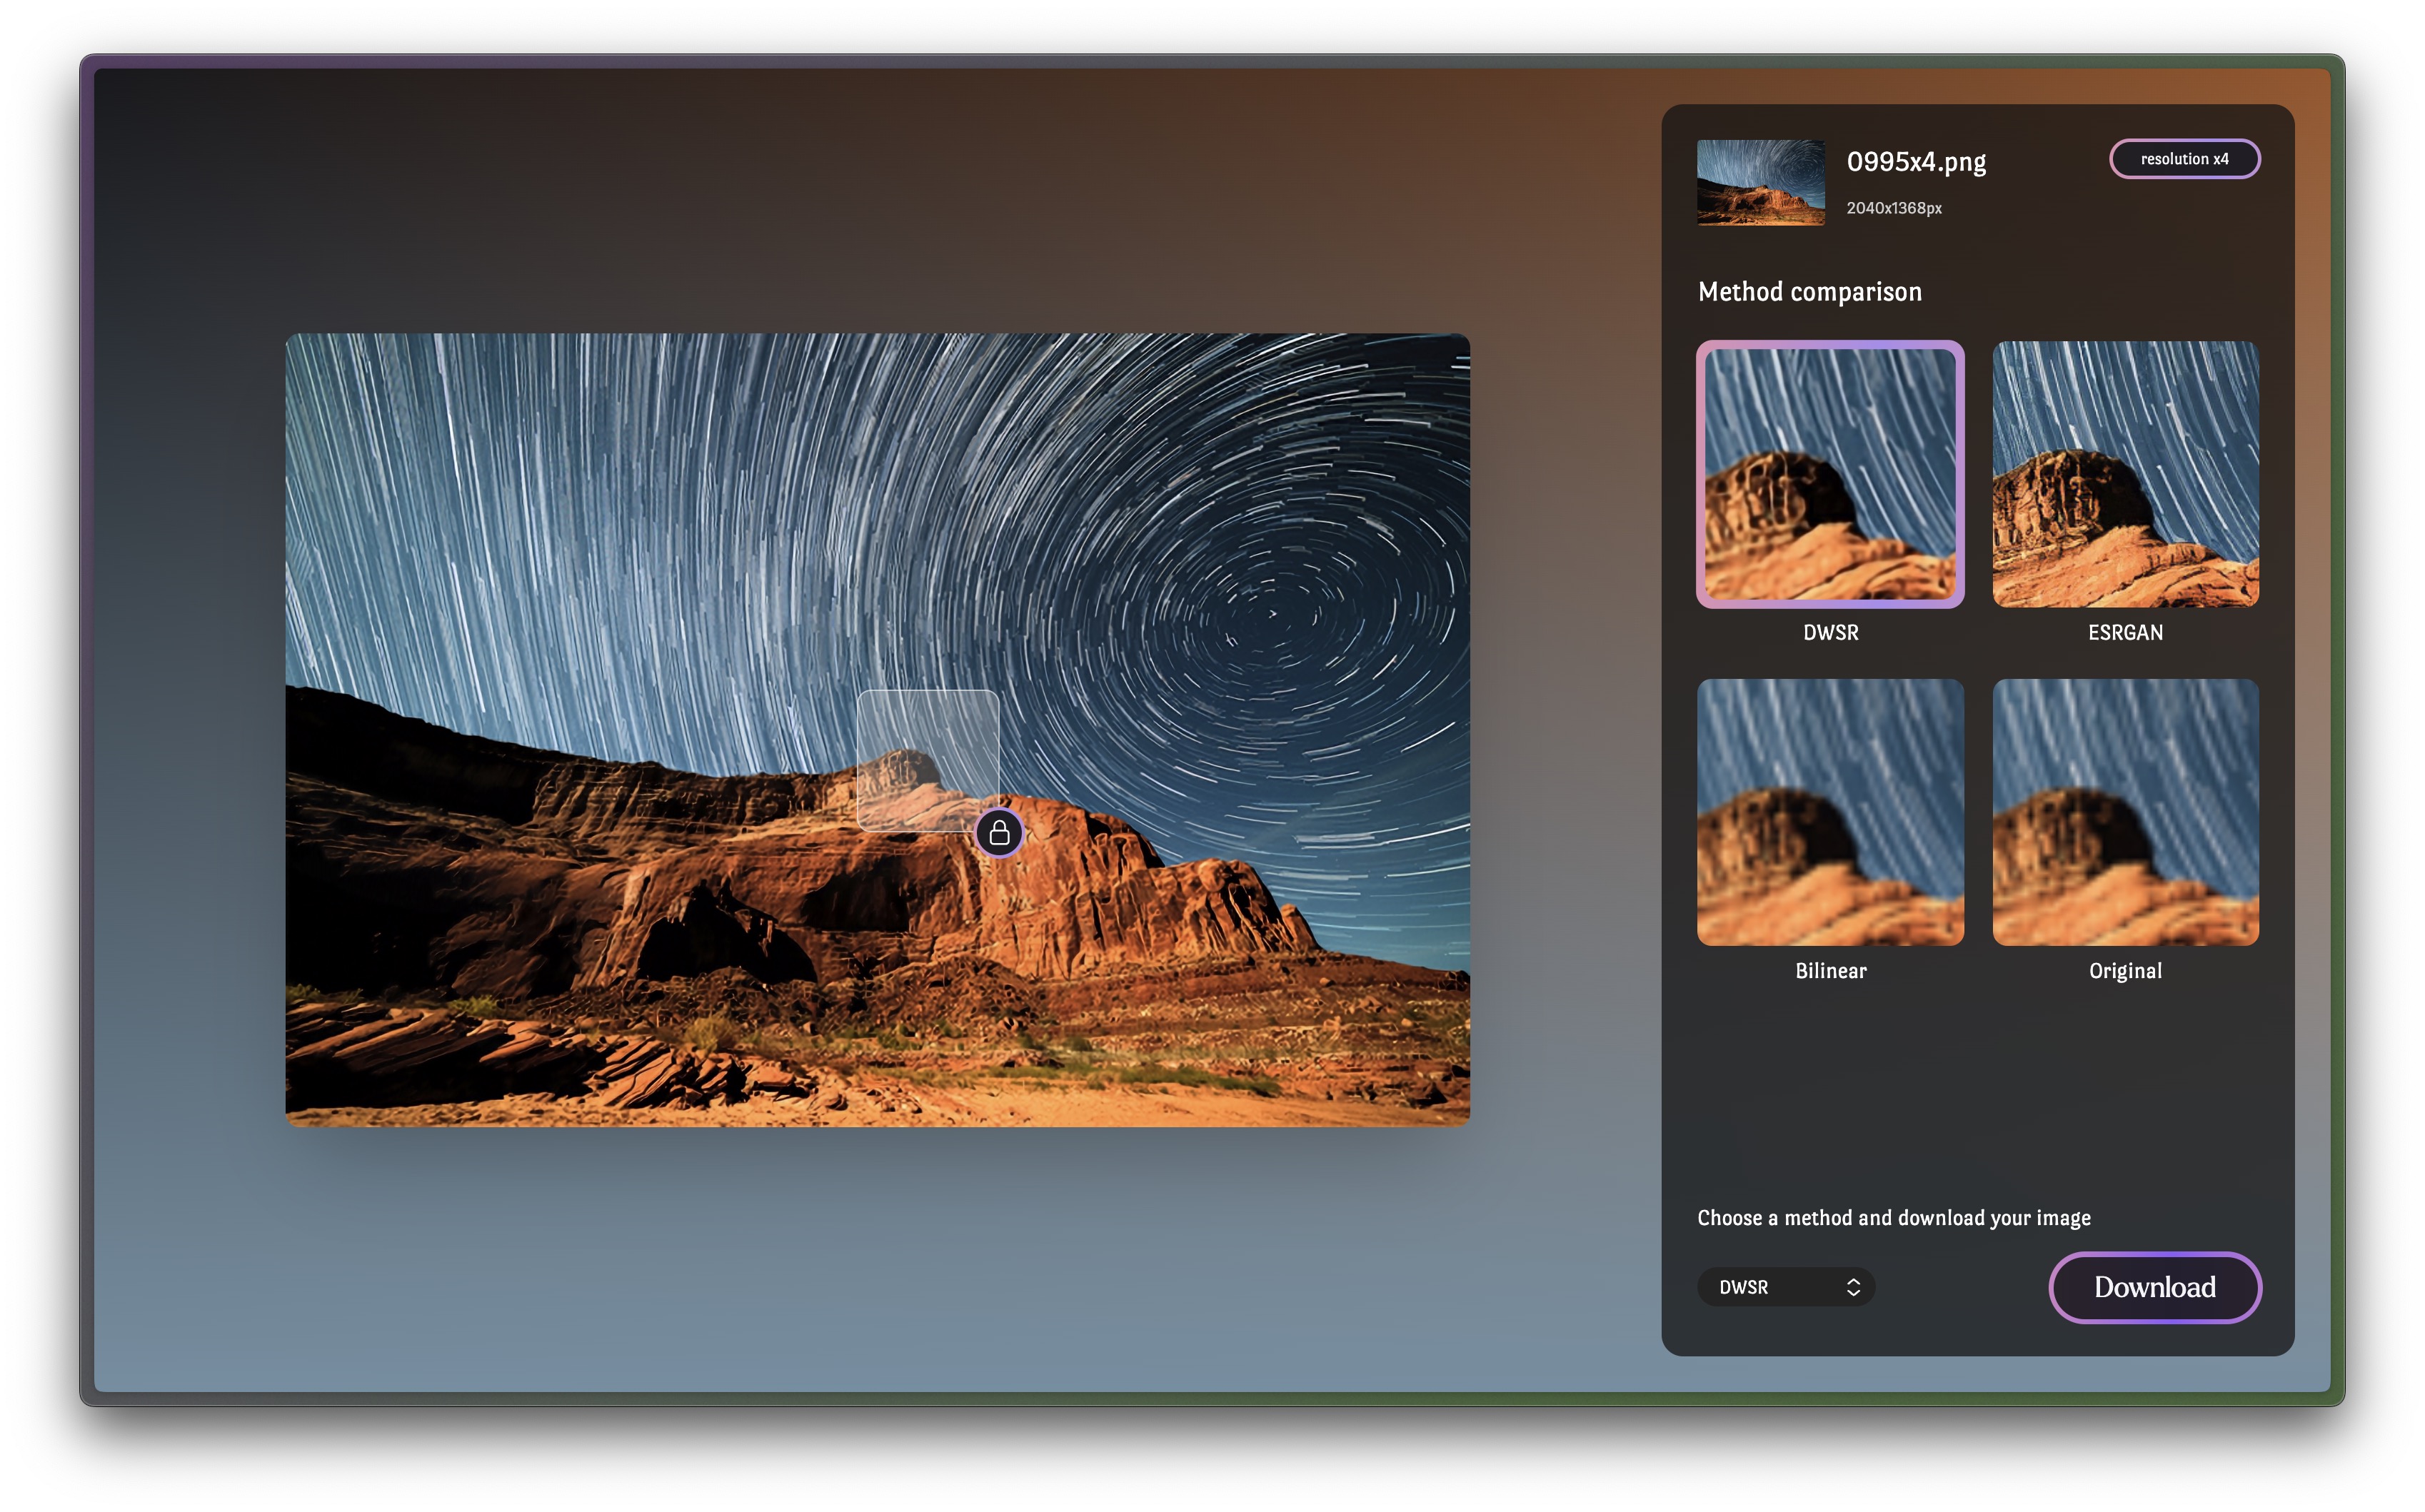 0995x4.png
resolution x4
2040x1368px
Method comparison
DWSR
ESRGAN
Bilinear
Original
Choose a method and download your image
DWSR
Download